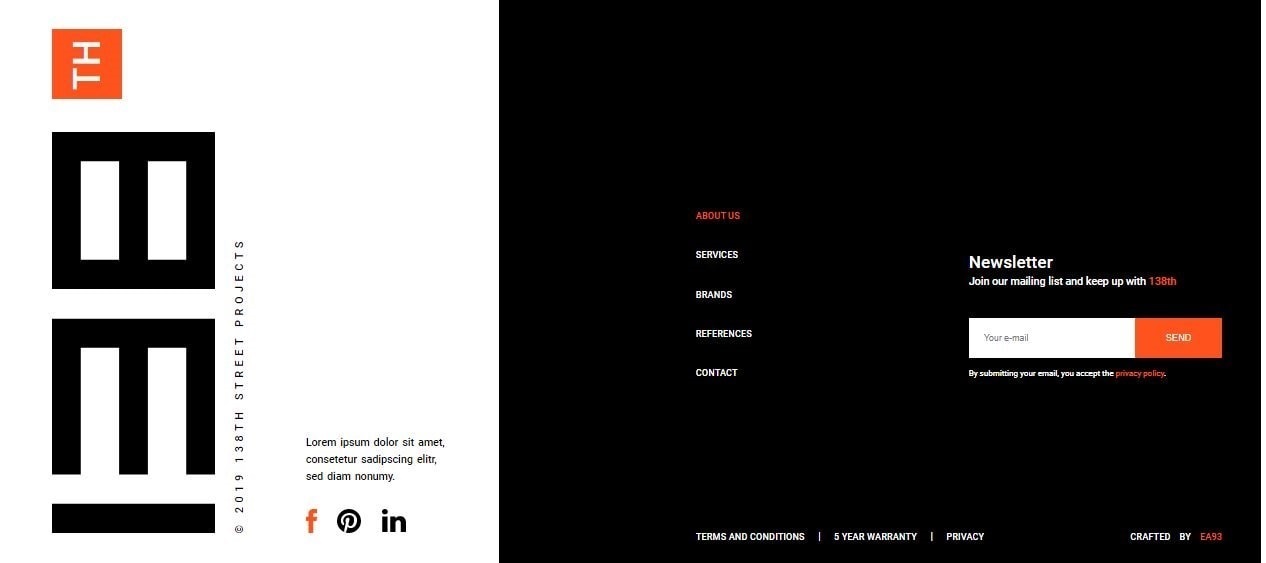 138
TH
© 2019 138TH STREET PROJECTS
Lorem ipsum dolor sit amet,
consetetur sadipscing elitr,
sed diam nonumy.
ABOUT US
SERVICES
BRANDS
REFERENCES
CONTACT
Newsletter
Join our mailing list and keep up with 138th
Your e-mail
SEND
By submitting your email, you accept the privacy policy.
TERMS AND CONDITIONS | 5 YEAR WARRANTY | PRIVACY
CRAFTED BY EA93